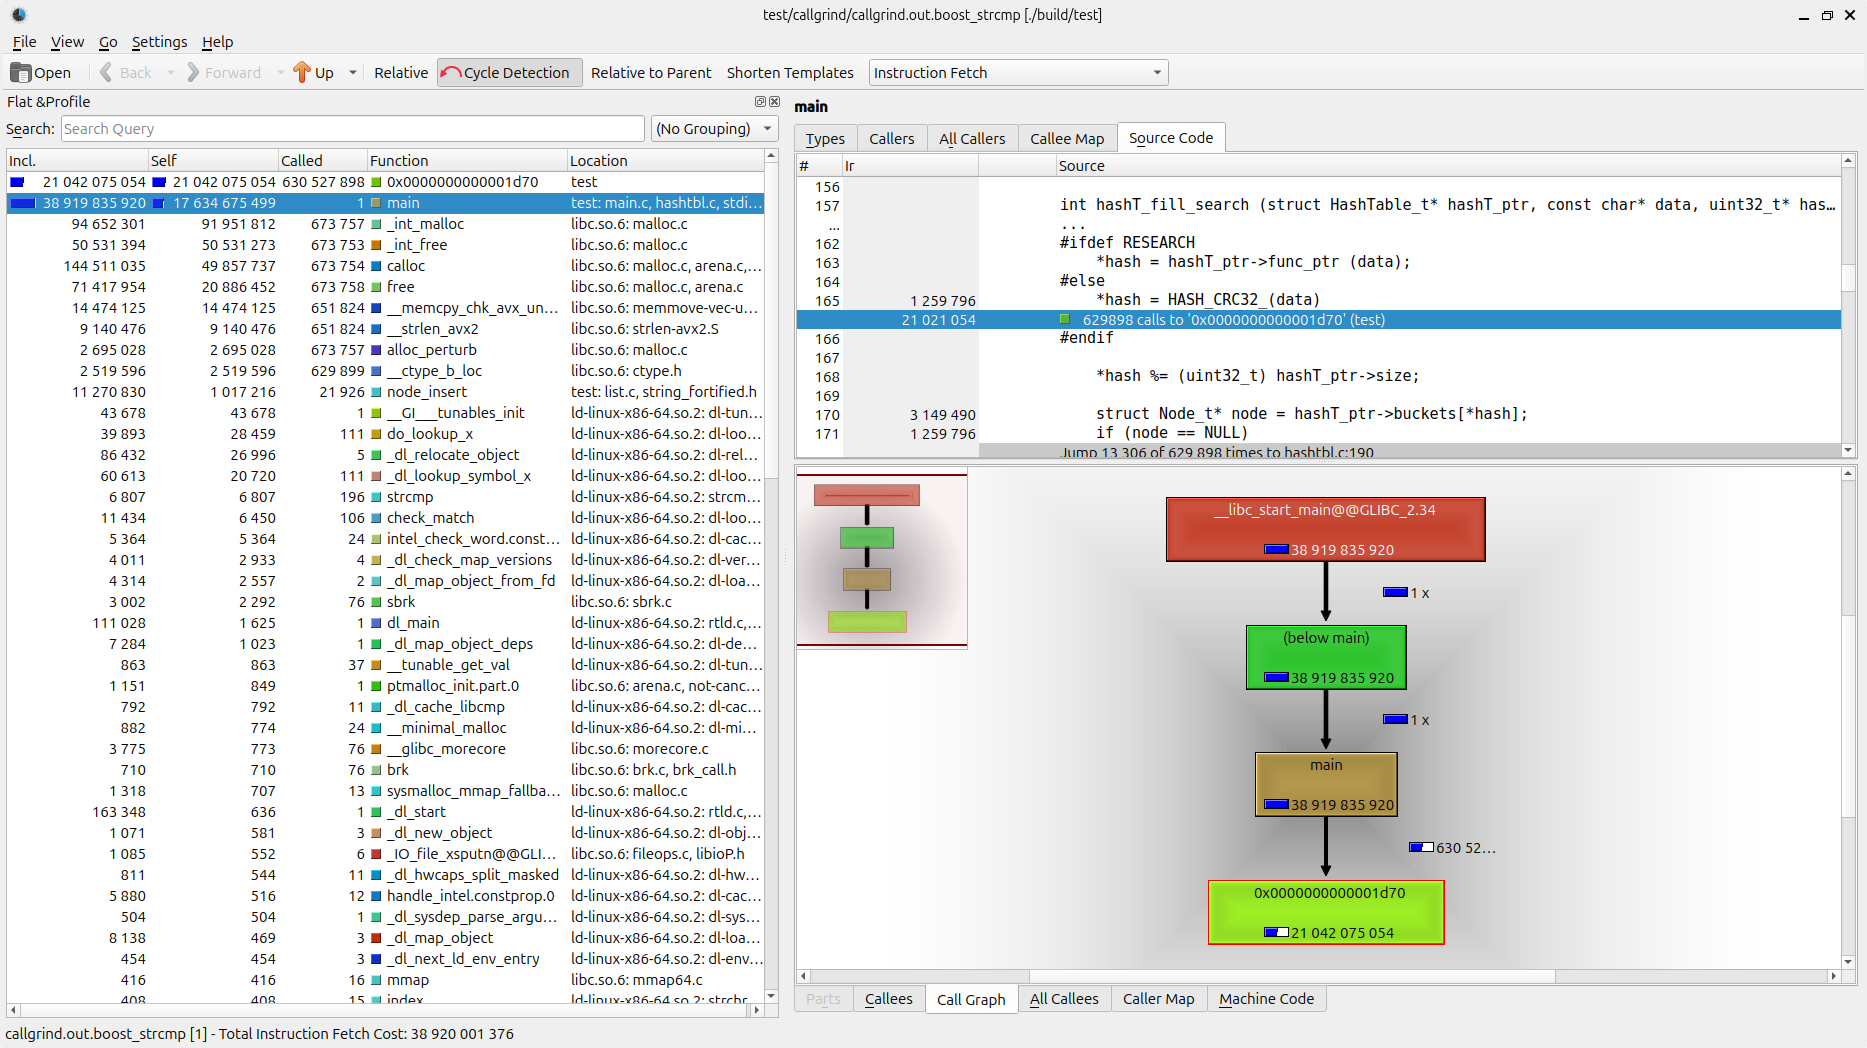 test/callgrind/callgrind.out.boost_strcmp [./build/test]
File View Go Settings Help
Open Back Forward Up Relative Cycle Detection Relative to Parent Shorten Templates Instruction Fetch
Flat &Profile
Search: Search Query (No Grouping)
Incl. Self Called Function Location
21 042 075 054 21 042 075 054 630 527 898 0x0000000000001d70 test
38 919 835 920 17 634 675 499 1 main test: main.c, hashtbl.c, stdi...
94 652 301 91 951 812 673 757 _int_malloc libc.so.6: malloc.c
50 531 394 50 531 273 673 753 _int_free libc.so.6: malloc.c
144 511 035 49 857 737 673 754 calloc libc.so.6: malloc.c, arena.c,...
71 417 954 20 886 452 673 758 free libc.so.6: malloc.c, arena.c
14 474 125 14 474 125 651 824 __memcpy_chk_avx_un... libc.so.6: memmove-vec-u...
9 140 476 9 140 476 651 824 __strlen_avx2 libc.so.6: strlen-avx2.S
2 695 028 2 695 028 673 757 alloc_perturb libc.so.6: malloc.c
2 519 596 2 519 596 629 899 __ctype_b_loc libc.so.6: ctype.h
11 270 830 1 017 216 21 926 node_insert test: list.c, string_fortified.h
43 678 43 678 1 __GI___tunables_init ld-linux-x86-64.so.2: dl-tun...
39 893 28 459 111 do_lookup_x ld-linux-x86-64.so.2: dl-loo...
86 432 26 996 5 _dl_relocate_object ld-linux-x86-64.so.2: dl-rel...
60 613 20 720 111 _dl_lookup_symbol_x ld-linux-x86-64.so.2: dl-loo...
6 807 6 807 196 strcmp ld-linux-x86-64.so.2: strcm...
11 434 6 450 106 check_match ld-linux-x86-64.so.2: dl-loo...
5 364 5 364 24 intel_check_word.const... ld-linux-x86-64.so.2: dl-cac...
4 011 2 933 4 _dl_check_map_versions ld-linux-x86-64.so.2: dl-ver...
4 314 2 557 2 _dl_map_object_from_fd ld-linux-x86-64.so.2: dl-loa...
3 002 2 292 76 sbrk libc.so.6: sbrk.c
111 028 1 625 1 dl_main ld-linux-x86-64.so.2: rtld.c,...
7 284 1 023 1 _dl_map_object_deps ld-linux-x86-64.so.2: dl-de...
863 863 37 __tunable_get_val ld-linux-x86-64.so.2: dl-tun...
1 151 849 1 ptmalloc_init.part.0 libc.so.6: arena.c, not-canc...
792 792 11 _dl_cache_libcmp ld-linux-x86-64.so.2: dl-cac...
882 774 24 __minimal_malloc ld-linux-x86-64.so.2: dl-mi...
3 775 773 76 __glibc_morecore libc.so.6: morecore.c
710 710 76 brk libc.so.6: brk.c, brk_call.h
1 318 707 13 sysmalloc_mmap_fallba... libc.so.6: malloc.c
163 348 636 1 _dl_start ld-linux-x86-64.so.2: rtld.c,...
1 071 581 3 _dl_new_object ld-linux-x86-64.so.2: dl-obj...
1 085 552 6 _IO_file_xsputn@@GLI... libc.so.6: fileops.c, libioP.h
811 544 11 _dl_hwcaps_split_masked ld-linux-x86-64.so.2: dl-hw...
5 880 516 12 handle_intel.constprop.0 ld-linux-x86-64.so.2: dl-cac...
504 504 1 _dl_sysdep_parse_argu... ld-linux-x86-64.so.2: dl-sys...
8 138 469 3 _dl_map_object ld-linux-x86-64.so.2: dl-loa...
454 454 3 _dl_next_ld_env_entry ld-linux-x86-64.so.2: dl-env...
416 416 16 mmap libc.so.6: mmap64.c
408 408 15 index ld-linux-x86-64.so.2: strchr...
callgrind.out.boost_strcmp [1] - Total Instruction Fetch Cost: 38 920 001 376
main
Types Callers All Callers Callee Map Source Code
# Ir Source
156
157 int hashT_fill_search (struct HashTable_t* hashT_ptr, const char* data, uint32_t* has...
... ...
162 #ifdef RESEARCH
163 *hash = hashT_ptr->func_ptr (data);
164 #else
165 1 259 796 *hash = HASH_CRC32_(data)
21 021 054 629898 calls to '0x0000000000001d70' (test)
166 #endif
167
168 *hash %= (uint32_t) hashT_ptr->size;
169
170 3 149 490 struct Node_t* node = hashT_ptr->buckets[*hash];
171 1 259 796 if (node == NULL)
Jump 13 306 of 629 898 times to hashtbl.c:190
__libc_start_main@@GLIBC_2.34
38 919 835 920
1 x
(below main)
38 919 835 920
1 x
main
38 919 835 920
630 52...
0x0000000000001d70
21 042 075 054
Parts Callees Call Graph All Callees Caller Map Machine Code